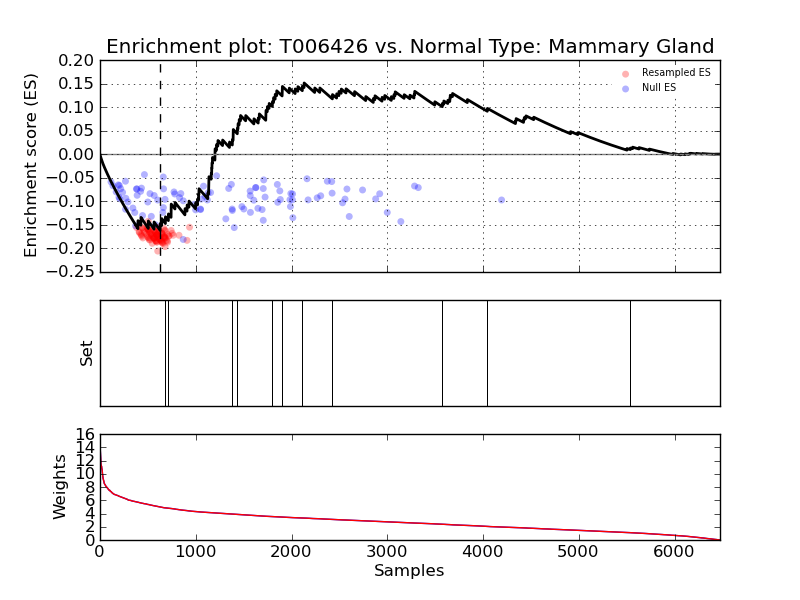 Enrichment plot: T006426 vs. Normal Type: Mammary Gland
Enrichment score (ES)
0.20
0.15
0.10
0.05
0.00
−0.05
−0.10
−0.15
−0.20
−0.25
Resampled ES
Null ES
Set
Weights
16
14
12
10
8
6
4
2
0
0 1000 2000 3000 4000 5000 6000
Samples